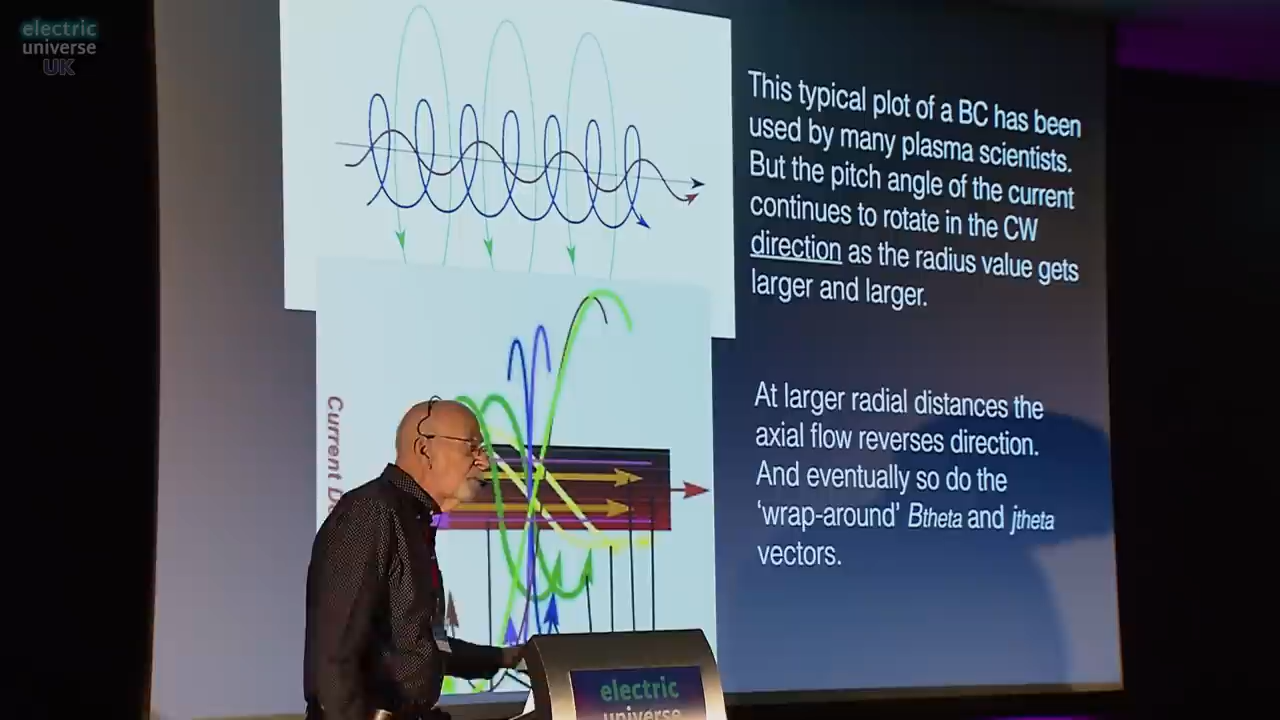 electric
universe
UK
This typical plot of a BC has been
used by many plasma scientists.
But the pitch angle of the current
continues to rotate in the CW
direction as the radius value gets
larger and larger.
At larger radial distances the
axial flow reverses direction.
And eventually so do the
‘wrap-around’ Btheta and jtheta
vectors.
Current
electric
universe